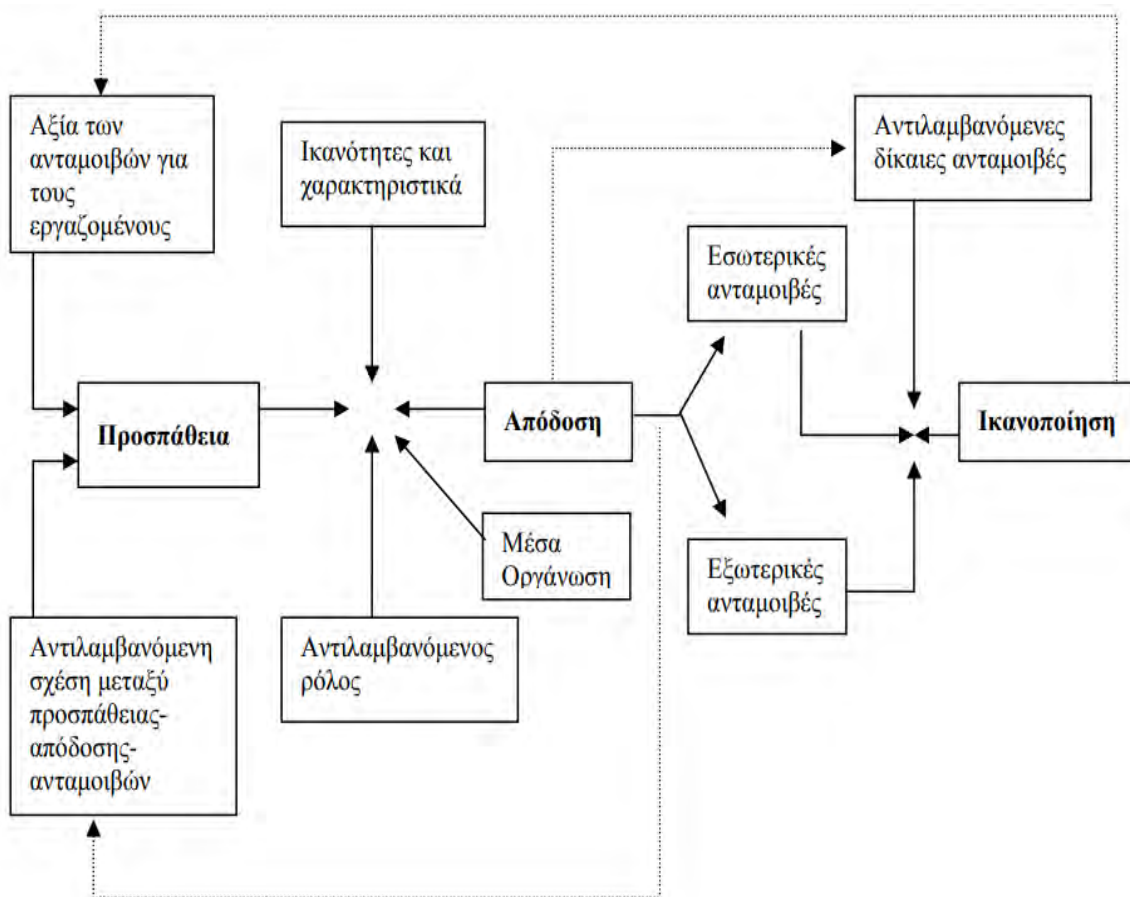 Αξία των
ανταμοιβών για
τους
εργαζομένους
Ικανότητες και
χαρακτηριστικά
Αντιλαμβανόμενες
δίκαιες ανταμοιβές
Εσωτερικές
ανταμοιβές
Προσπάθεια
Απόδοση
Ικανοποίηση
Μέσα
Οργάνωση
Εξωτερικές
ανταμοιβές
Αντιλαμβανόμενη
σχέση μεταξύ
προσπάθειας-
απόδοσης-
ανταμοιβών
Αντιλαμβανόμενος
ρόλος